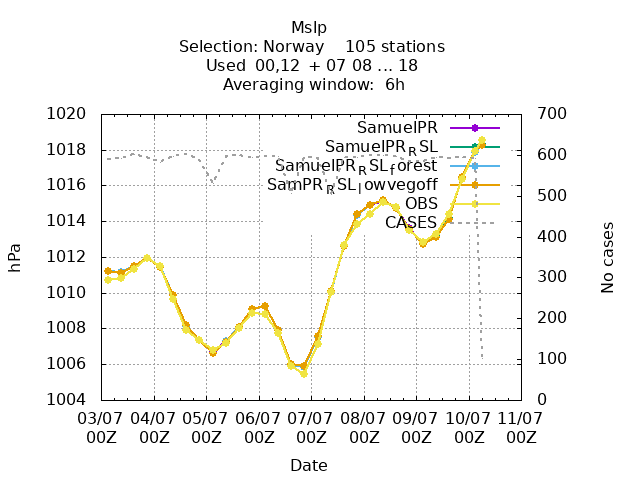 Mslp
Selection: Norway 105 stations
Used 00,12 + 07 08 ... 18
Averaging window: 6h
1020 700
1018 600
1016 500
1014 400
1012 300
1010 200
1008 100
1006 0
1004
SamuelPR
SamuelPR_RSL
SamuelPR_RSL_forest
SamPR_RSL_lowvegoff
OBS
CASES
hPa
No cases
03/07 04/07 05/07 06/07 07/07 08/07 09/07 10/07 11/07
00Z 00Z 00Z 00Z 00Z 00Z 00Z 00Z 00Z
Date